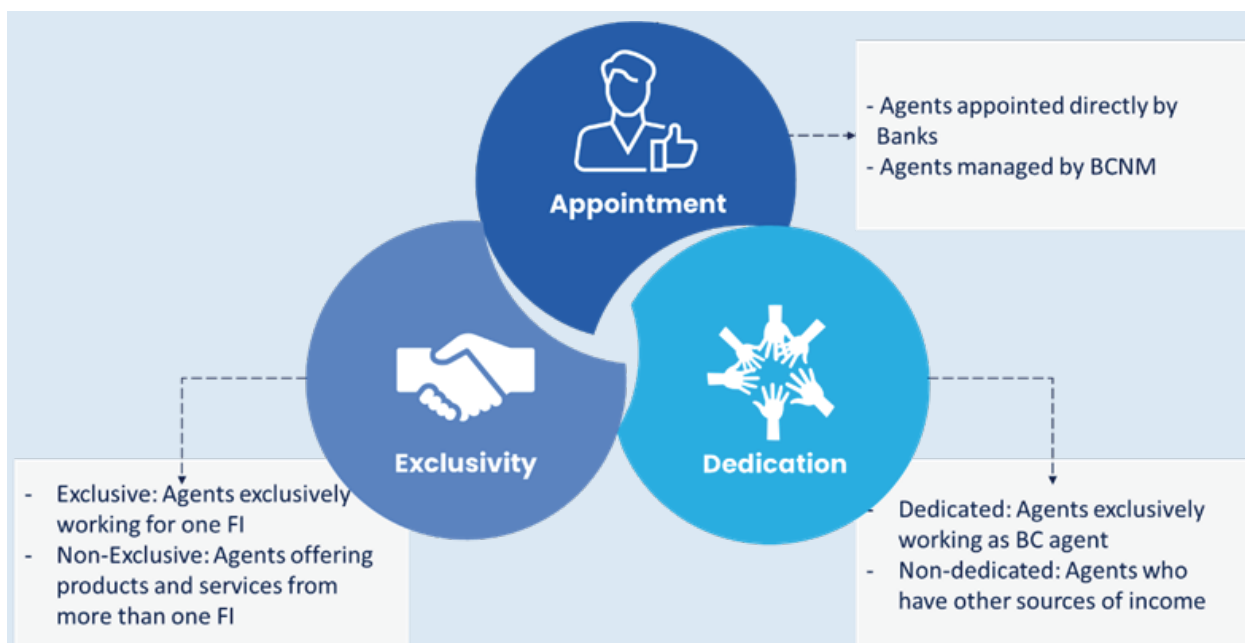 Appointment
- Agents appointed directly by
Banks
- Agents managed by BCNM
Exclusivity
- Exclusive: Agents exclusively
working for one FI
- Non-Exclusive: Agents offering
products and services from
more than one FI
Dedication
- Dedicated: Agents exclusively
working as BC agent
- Non-dedicated: Agents who
have other sources of income